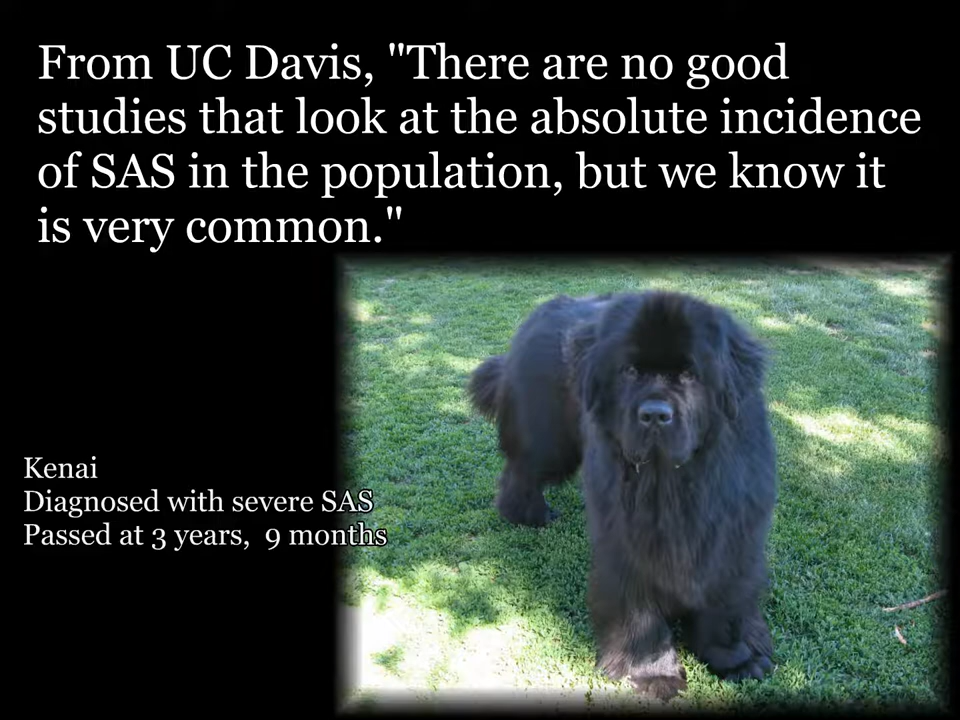 From UC Davis, "There are no good
studies that look at the absolute incidence
of SAS in the population, but we know it
is very common."
Kenai
Diagnosed with severe SAS
Passed at 3 years,  9 months